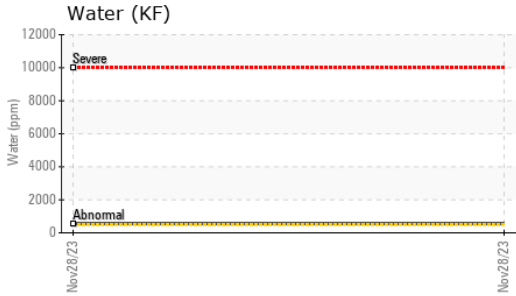 Water (KF)
12000
Severe
10000
8000
Water (ppm)
6000
4000
2000
Abnormal
0
Nov28/23
Nov28/23